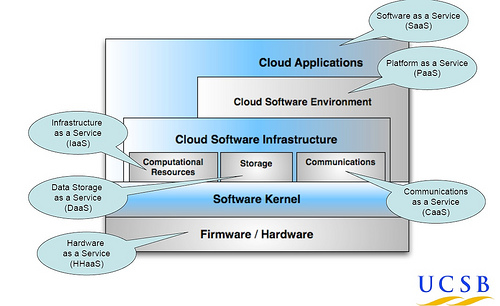 Software as a Service
(SaaS)
Cloud Applications
Platform as a Service
(PaaS)
Cloud Software Environment
Infrastructure
as a Service
(IaaS)
Cloud Software Infrastructure
Computational
Resources
Storage
Communications
Data Storage
as a Service
(DaaS)
Communications
as a Service
(CaaS)
Software Kernel
Hardware
as a Service
(HHaaS)
Firmware / Hardware
UCSB